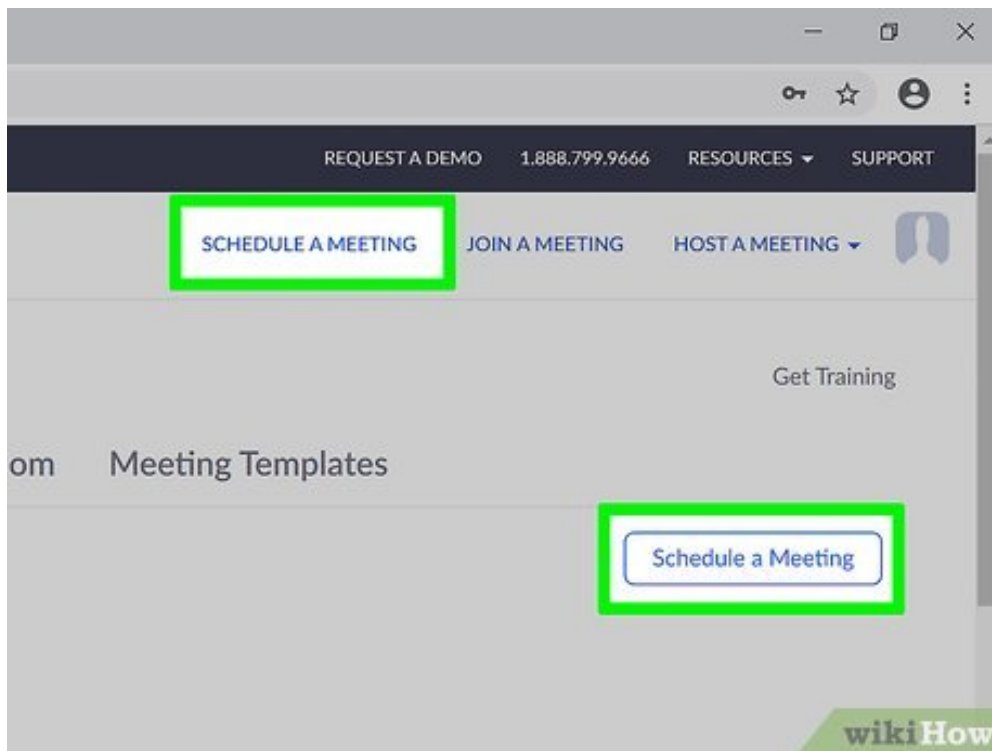 REQUEST A DEMO 1.888.799.9666 RESOURCES SUPPORT
SCHEDULE A MEETING JOIN A MEETING HOST A MEETING
Get Training
om Meeting Templates
Schedule a Meeting
wikiHow